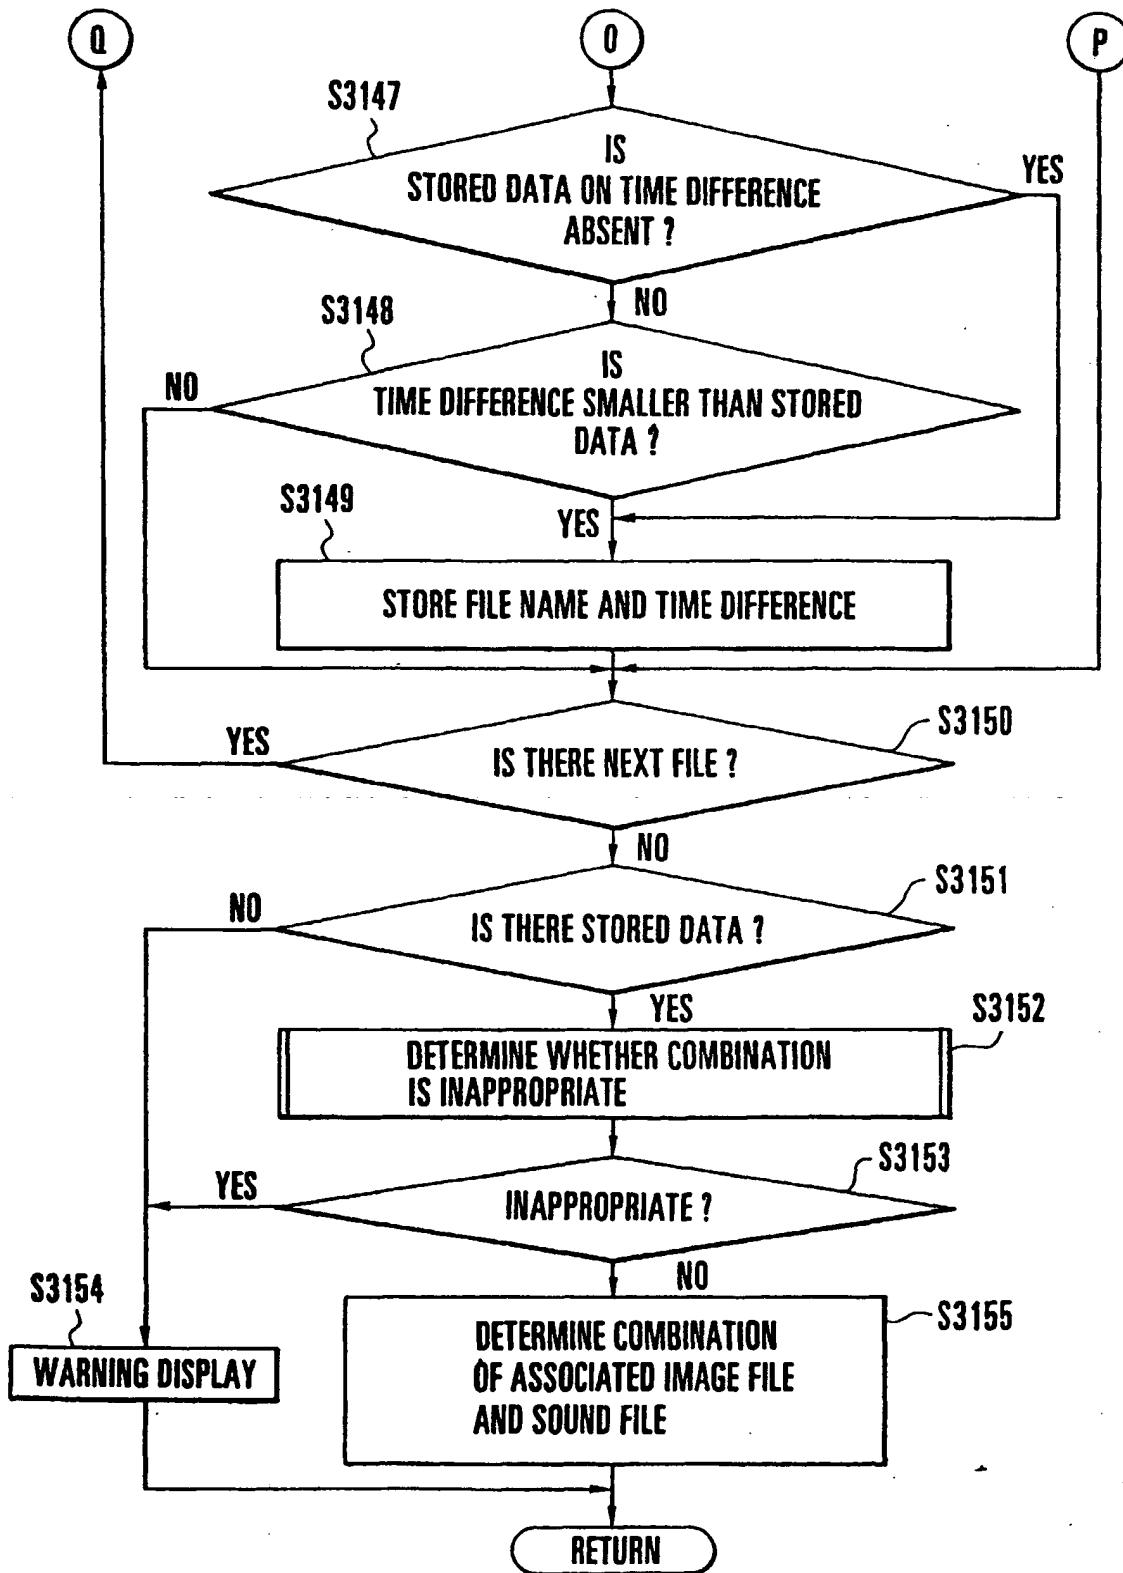 Q
O
P
S3147
IS
STORED DATA ON TIME DIFFERENCE
ABSENT ?
YES
NO
S3148
IS
TIME DIFFERENCE SMALLER THAN STORED
DATA ?
NO
YES
S3149
STORE FILE NAME AND TIME DIFFERENCE
S3150
YES
IS THERE NEXT FILE ?
NO
S3151
NO
IS THERE STORED DATA ?
YES
S3152
DETERMINE WHETHER COMBINATION
IS INAPPROPRIATE
S3153
YES
INAPPROPRIATE ?
NO
S3154
WARNING DISPLAY
S3155
DETERMINE COMBINATION
OF ASSOCIATED IMAGE FILE
AND SOUND FILE
RETURN